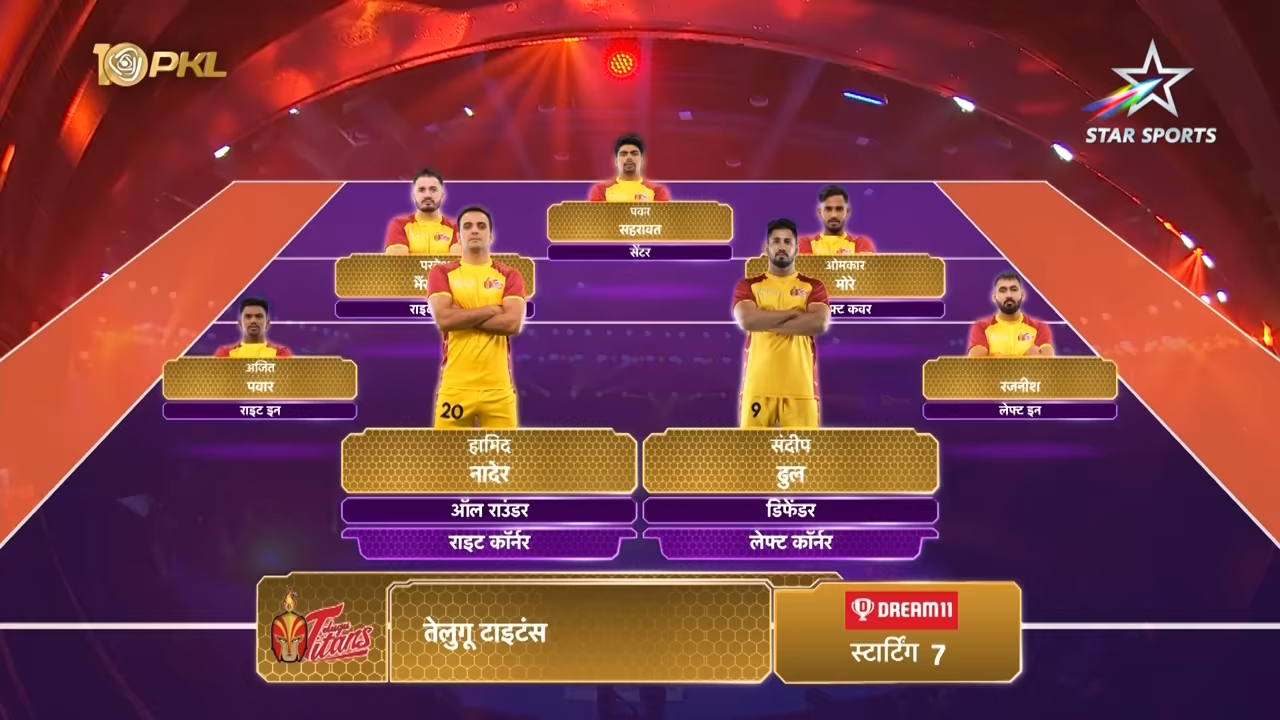 10 PKL
STAR SPORTS
पवन
सहरावत
सेंटर
ओमकार
मोरे
अजित
पवार
राइट इन
रजनीश
लेफ्ट इन
20
9
हामिद
नादेर
ऑल राउंडर
राइट कॉर्नर
संदीप
ढुल
डिफेंडर
लेफ्ट कॉर्नर
Telugu
Titans
तेलुगू टाइटंस
DREAM11
स्टार्टिंग 7